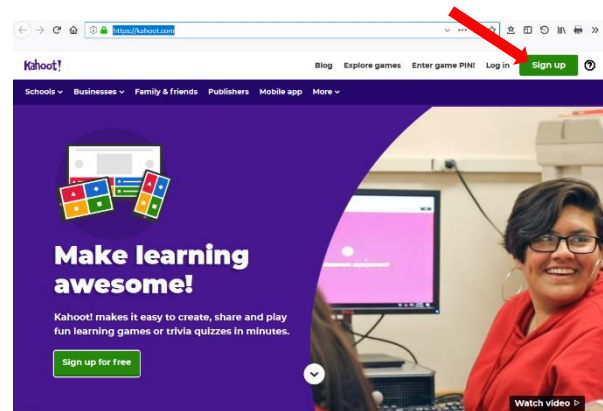 https://kahoot.com
Kahoot!
Blog Explore games Enter game PIN! Log in Sign up
Schools Businesses Family & friends Publishers Mobile app More
Make learning
awesome!
Kahoot! makes it easy to create, share and play
fun learning games or trivia quizzes in minutes.
Sign up for free
Watch video